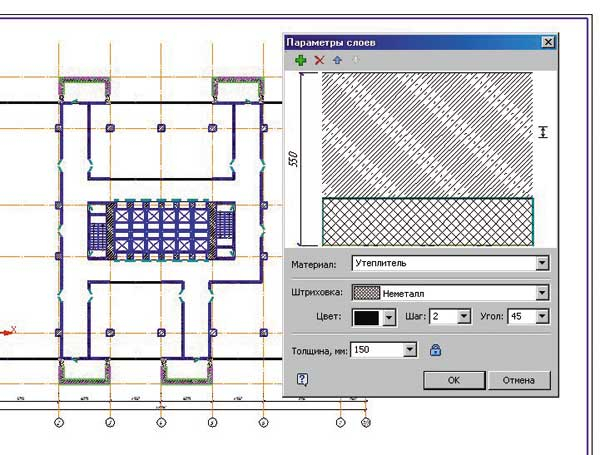 Параметры слоев
550
Материал: Утеплитель
Штриховка: Неметалл
Цвет: Шаг: 2 Угол: 45
Толщина, мм: 150
OK Отмена
X